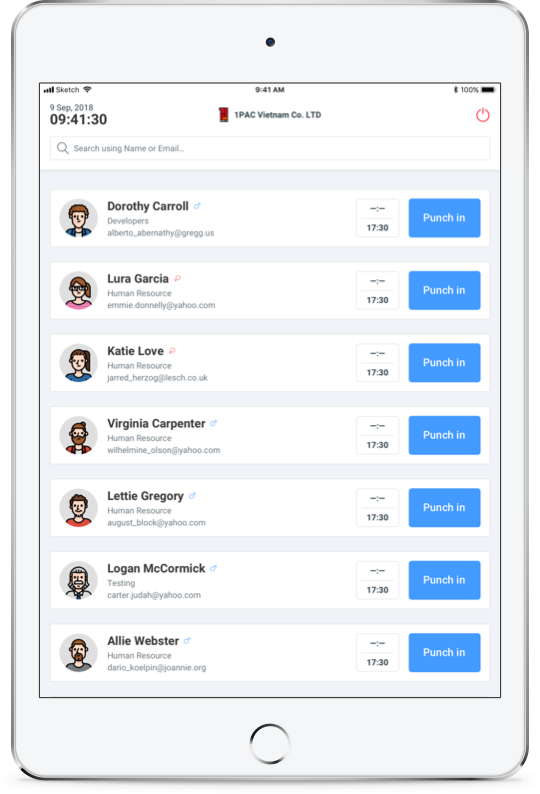 Sketch
9:41 AM
100%
9 Sep, 2018
09:41:30
1PAC Vietnam Co. LTD
Search using Name or Email..
Dorothy Carroll
Developers
alberto_abernathy@gregg.us
--:--
17:30
Punch in
Lura Garcia
Human Resource
emmie.donnelly@yahoo.com
--:--
17:30
Punch in
Katie Love
Human Resource
jarred_herzog@lesch.co.uk
--:--
17:30
Punch in
Virginia Carpenter
Human Resource
wilhelmine_olson@yahoo.com
--:--
17:30
Punch in
Lettie Gregory
Human Resource
august_block@yahoo.com
--:--
17:30
Punch in
Logan McCormick
Testing
carter.judah@yahoo.com
--:--
17:30
Punch in
Allie Webster
Human Resource
dario_koelpin@joannie.org
--:--
17:30
Punch in